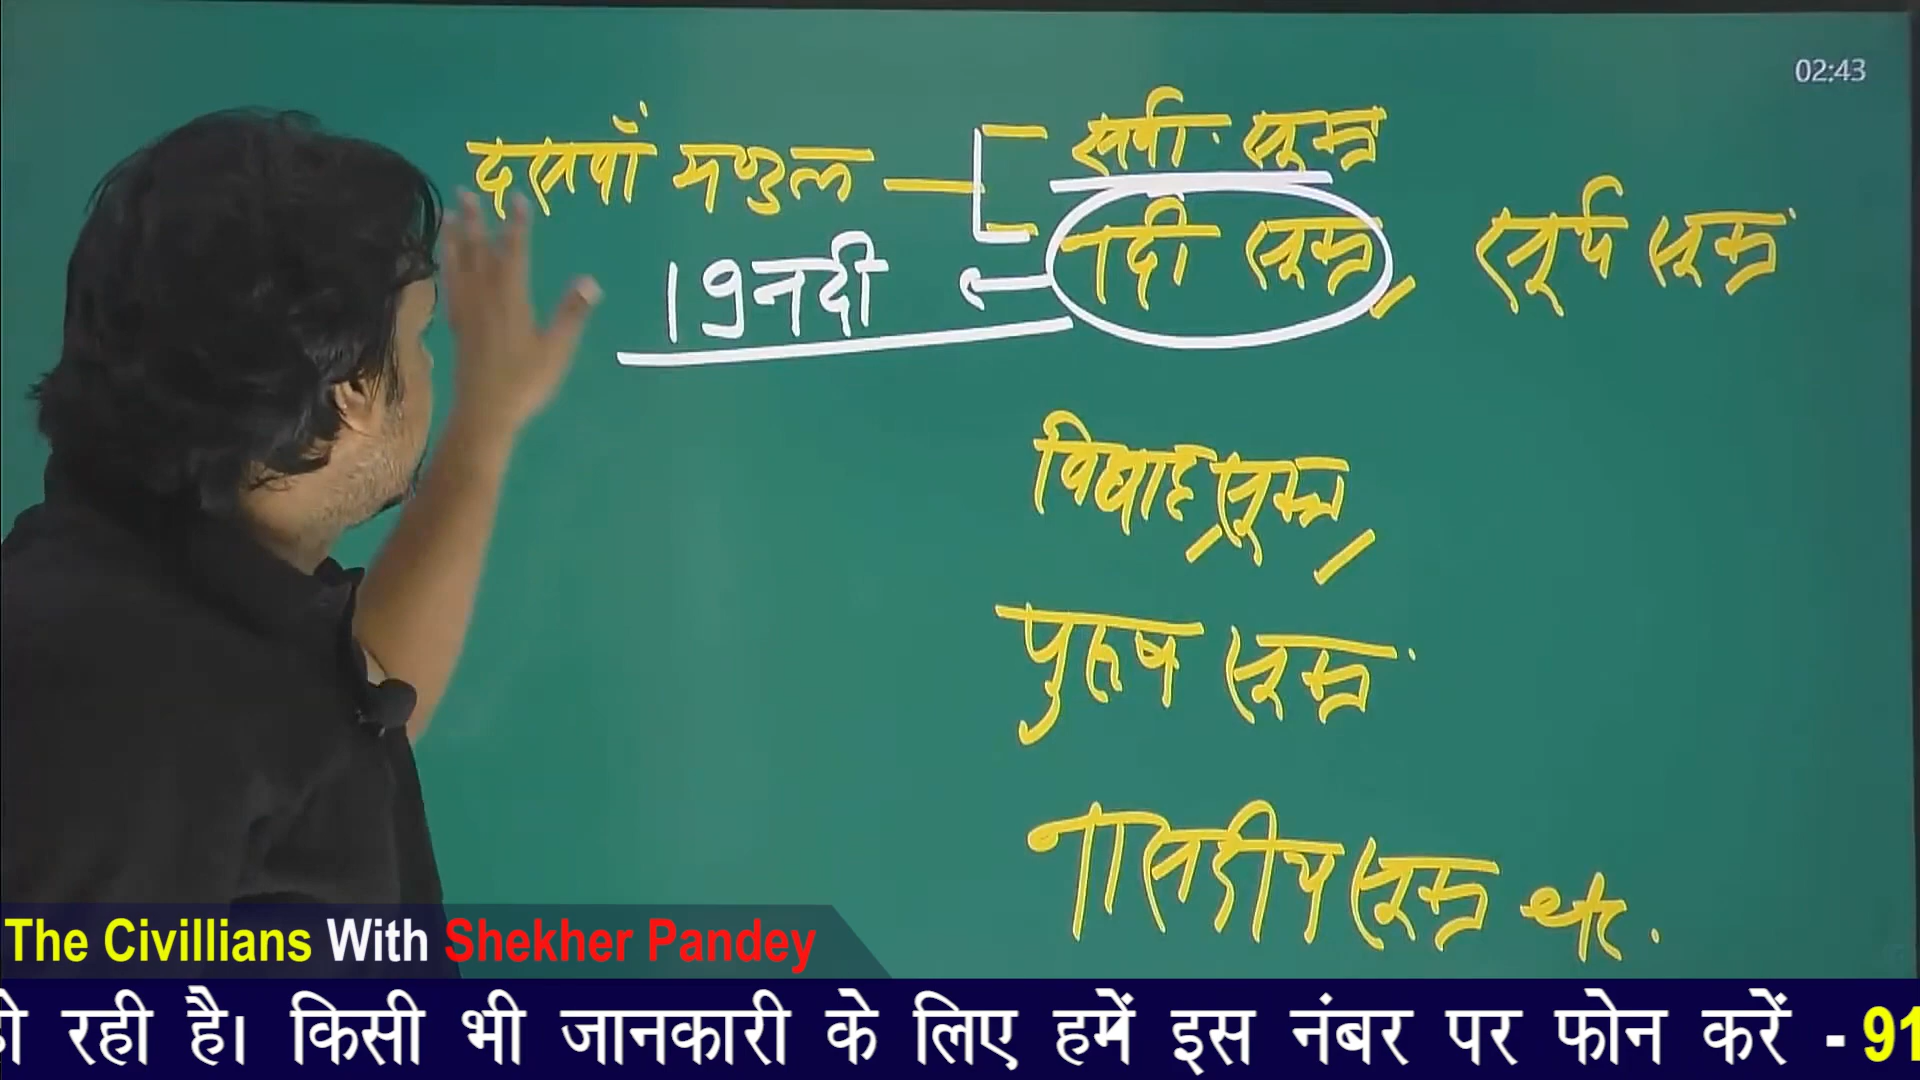 02:43
दसवाँ मण्डल
सूक्त
नदी सूक्त सूर्य सूक्त
19 नदी
विवाह सूक्त
पुरूष सूक्त
नासदीय सूक्त etc.
The Civillians With Shekher Pandey
हो रही है। किसी भी जानकारी के लिए हमें इस नंबर पर फोन करें - 91